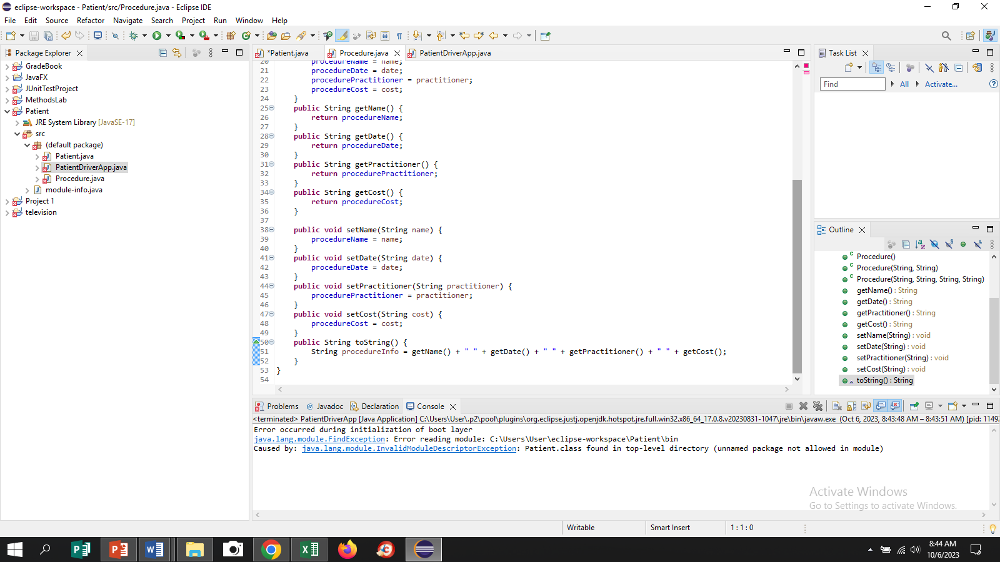 eclipse-workspace - Patient/src/Procedure.java - Eclipse IDE
File Edit Source Refactor Navigate Search Project Run Window Help
Package Explorer
GradeBook
JavaFX
JUnitTestProject
MethodsLab
Patient
JRE System Library [JavaSE-17]
src
(default package)
Patient.java
PatientDriverApp.java
Procedure.java
module-info.java
Project 1
television
*Patient.java Procedure.java PatientDriverApp.java
20 procedureName = name;
21 procedureDate = date;
22 procedurePractitioner = practitioner;
23 procedureCost = cost;
24 }
25 public String getName() {
26 return procedureName;
27 }
28 public String getDate() {
29 return procedureDate;
30 }
31 public String getPractitioner() {
32 return procedurePractitioner;
33 }
34 public String getCost() {
35 return procedureCost;
36 }
37
38 public void setName(String name) {
39 procedureName = name;
40 }
41 public void setDate(String date) {
42 procedureDate = date;
43 }
44 public void setPractitioner(String practitioner) {
45 procedurePractitioner = practitioner;
46 }
47 public void setCost(String cost) {
48 procedureCost = cost;
49 }
50 public String toString() {
51 String procedureInfo = getName() + " " + getDate() + " " + getPractitioner() + " " + getCost();
52 }
53 }
54
Task List
Find All Activate...
Outline
Procedure()
Procedure(String, String)
Procedure(String, String, String, String)
getName() : String
getDate() : String
getPractitioner() : String
getCost() : String
setName(String) : void
setDate(String) : void
setPractitioner(String) : void
setCost(String) : void
toString() : String
Problems @ Javadoc Declaration Console
<terminated> PatientDriverApp [Java Application] C:\Users\User\.p2\pool\plugins\org.eclipse.justj.openjdk.hotspot.jre.full.win32.x86_64_17.0.8.v20230831-1047\jre\bin\javaw.exe (Oct 6, 2023, 8:43:48 AM – 8:43:51 AM) [pid: 1149
Error occurred during initialization of boot layer
java.lang.module.FindException: Error reading module: C:\Users\User\eclipse-workspace\Patient\bin
Caused by: java.lang.module.InvalidModuleDescriptorException: Patient.class found in top-level directory (unnamed package not allowed in module)
Activate Windows
Go to Settings to activate Windows.
Writable Smart Insert 1 : 1 : 0
8:44 AM
10/6/2023